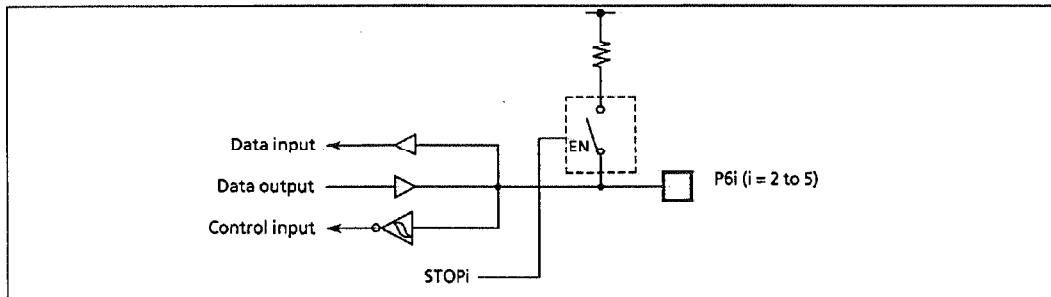 Data input
EN
Data output
P6i (i = 2 to 5)
Control input
STOPi